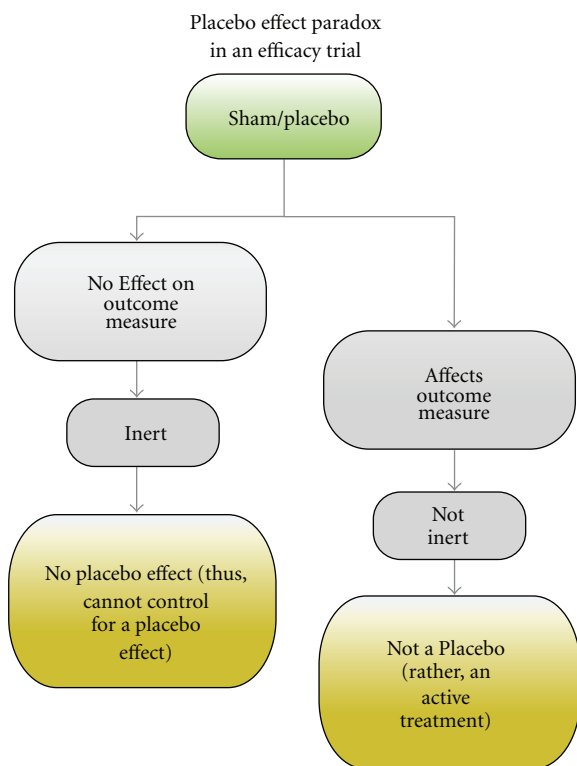 Placebo effect paradox
in an efficacy trial
Sham/placebo
No Effect on
outcome
measure
Inert
No placebo effect (thus,
cannot control
for a placebo
effect)
Affects
outcome
measure
Not
inert
Not a Placebo
(rather, an
active
treatment)